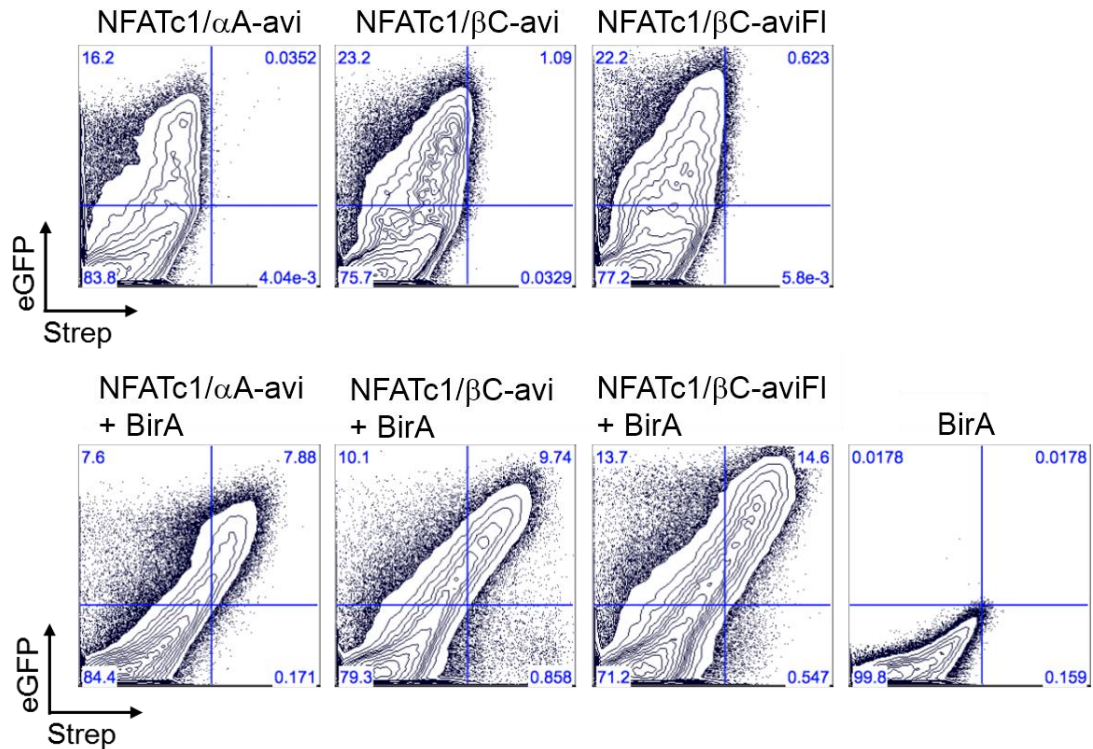 NFATc1/αA-avi NFATc1/βC-avi NFATc1/βC-aviFl
16.2 0.0352 23.2 1.09 22.2 0.623
83.8 4.04e-3 75.7 0.0329 77.2 5.8e-3
eGFP
Strep
NFATc1/αA-avi NFATc1/βC-avi NFATc1/βC-aviFl
+ BirA + BirA + BirA BirA
7.6 7.88 10.1 9.74 13.7 14.6 0.0178 0.0178
84.4 0.171 79.3 0.858 71.2 0.547 99.8 0.159
eGFP
Strep